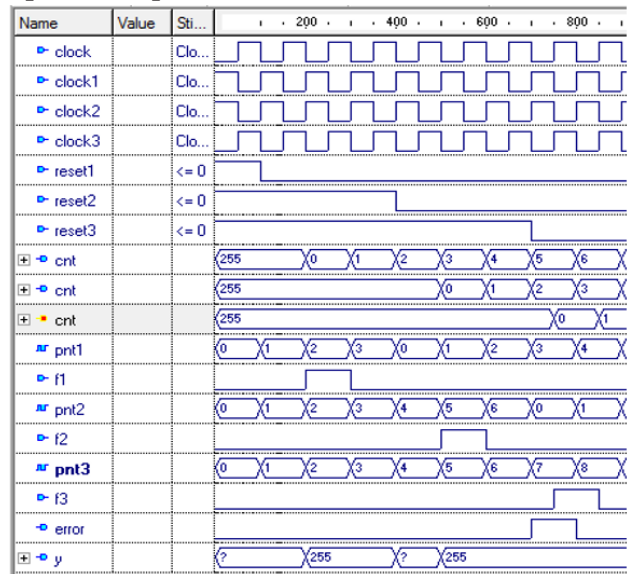 Name Value Sti... 200 400 600 800
clock Clo...
clock1 Clo...
clock2 Clo...
clock3 Clo...
reset1 <= 0
reset2 <= 0
reset3 <= 0
cnt 255 0 1 2 3 4 5 6
cnt 255 0 1 2 3
cnt 255 0 1
pnt1 0 1 2 3 0 1 2 3 4
f1
pnt2 0 1 2 3 4 5 6 0 1
f2
pnt3 0 1 2 3 4 5 6 7 8
f3
error
y ? 255 ? 255